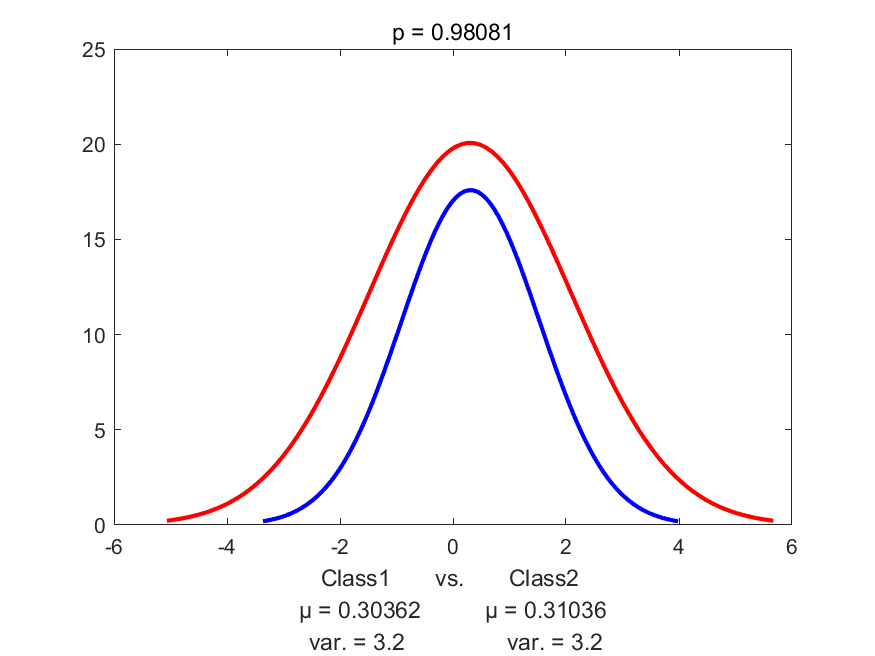 p = 0.98081
25
20
15
10
5
0
-6 -4 -2 0 2 4 6
Class1 vs. Class2
μ = 0.30362 μ = 0.31036
var. = 3.2 var. = 3.2